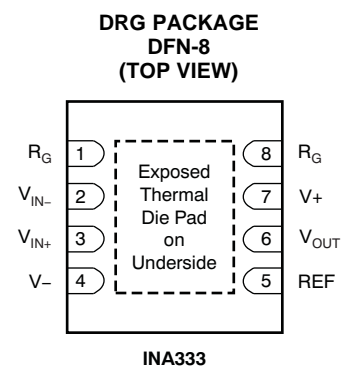 DRG PACKAGE
DFN-8
(TOP VIEW)
R_G 1
V_IN– 2
V_IN+ 3
V– 4
Exposed
Thermal
Die Pad
on
Underside
8 R_G
7 V+
6 V_OUT
5 REF
INA333